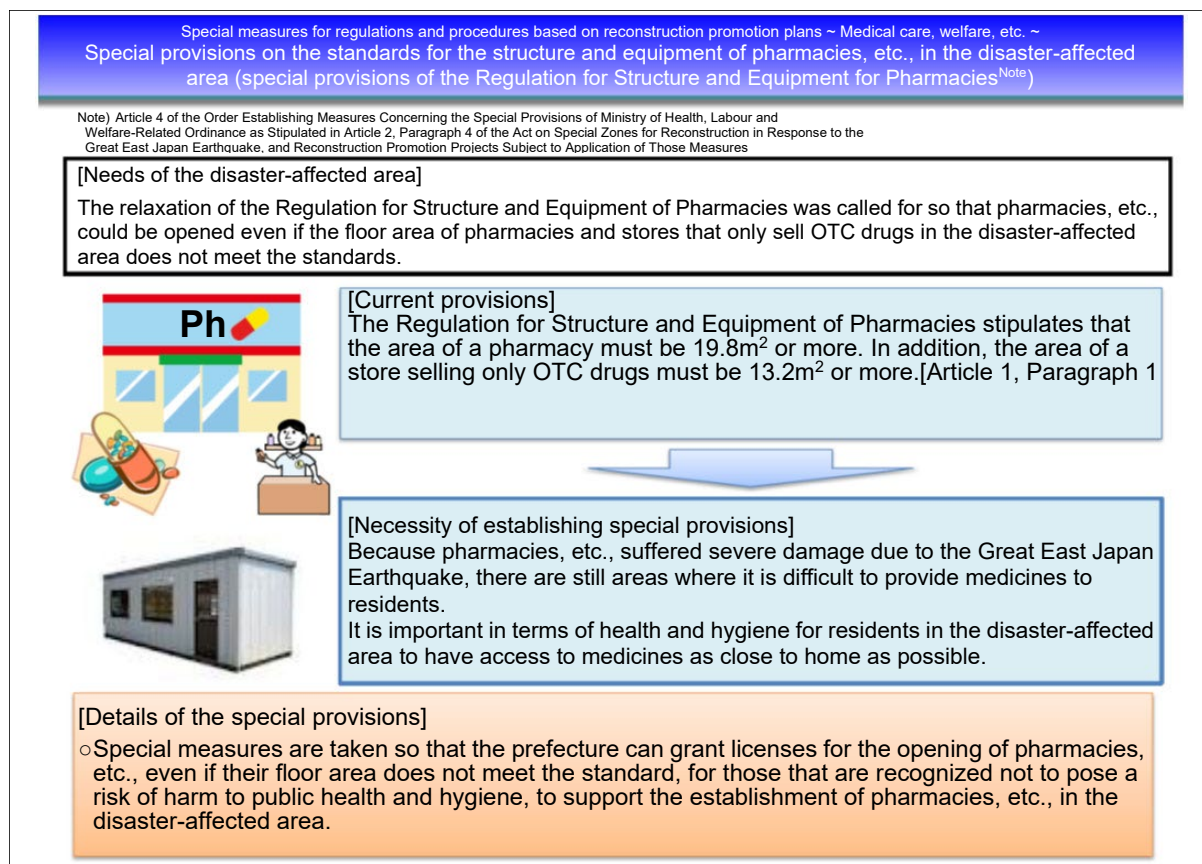 Special measures for regulations and procedures based on reconstruction promotion plans ~ Medical care, welfare, etc. ~
Special provisions on the standards for the structure and equipment of pharmacies, etc., in the disaster-affected
area (special provisions of the Regulation for Structure and Equipment for PharmaciesNote)
Note) Article 4 of the Order Establishing Measures Concerning the Special Provisions of Ministry of Health, Labour and
Welfare-Related Ordinance as Stipulated in Article 2, Paragraph 4 of the Act on Special Zones for Reconstruction in Response to the
Great East Japan Earthquake, and Reconstruction Promotion Projects Subject to Application of Those Measures
[Needs of the disaster-affected area]
The relaxation of the Regulation for Structure and Equipment of Pharmacies was called for so that pharmacies, etc.,
could be opened even if the floor area of pharmacies and stores that only sell OTC drugs in the disaster-affected
area does not meet the standards.
Ph
[Current provisions]
The Regulation for Structure and Equipment of Pharmacies stipulates that
the area of a pharmacy must be 19.8m² or more. In addition, the area of a
store selling only OTC drugs must be 13.2m² or more.[Article 1, Paragraph 1
[Necessity of establishing special provisions]
Because pharmacies, etc., suffered severe damage due to the Great East Japan
Earthquake, there are still areas where it is difficult to provide medicines to
residents.
It is important in terms of health and hygiene for residents in the disaster-affected
area to have access to medicines as close to home as possible.
[Details of the special provisions]
○Special measures are taken so that the prefecture can grant licenses for the opening of pharmacies,
etc., even if their floor area does not meet the standard, for those that are recognized not to pose a
risk of harm to public health and hygiene, to support the establishment of pharmacies, etc., in the
disaster-affected area.